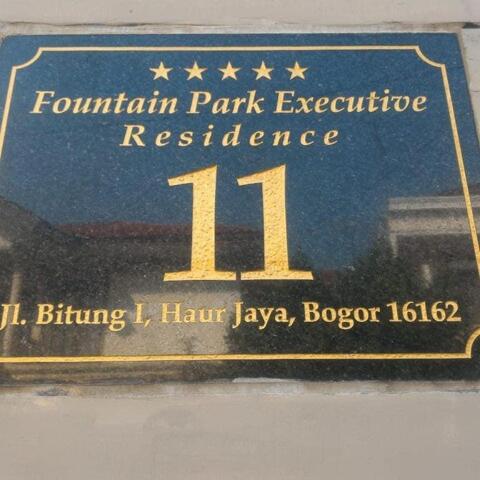 Fountain Park Executive
Residence
11
Jl. Bitung I, Haur Jaya, Bogor 16162